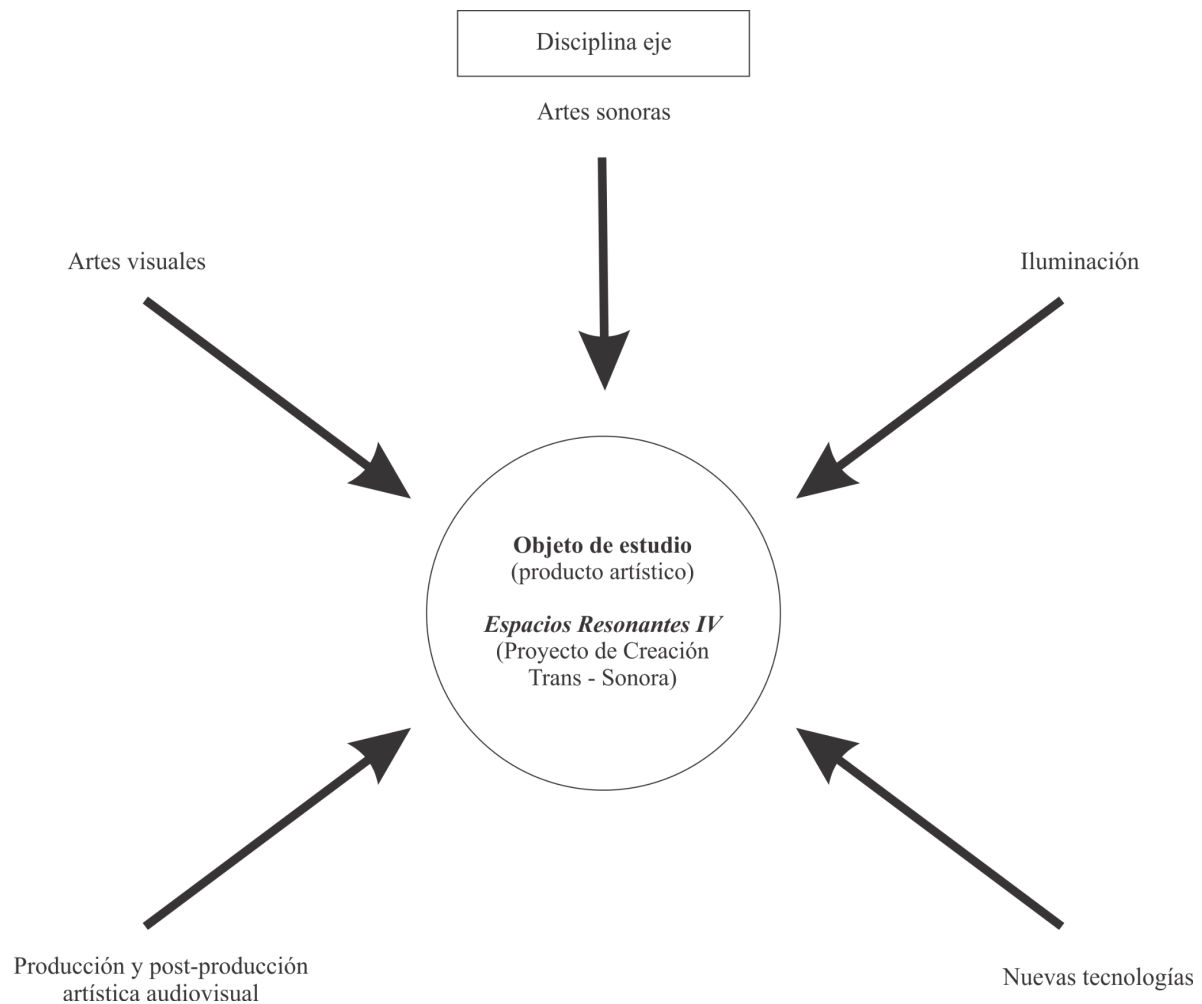 Disciplina eje
Artes sonoras
Artes visuales
Iluminación
Objeto de estudio
(producto artístico)
Espacios Resonantes IV
(Proyecto de Creación
Trans - Sonora)
Producción y post-producción
artística audiovisual
Nuevas tecnologías